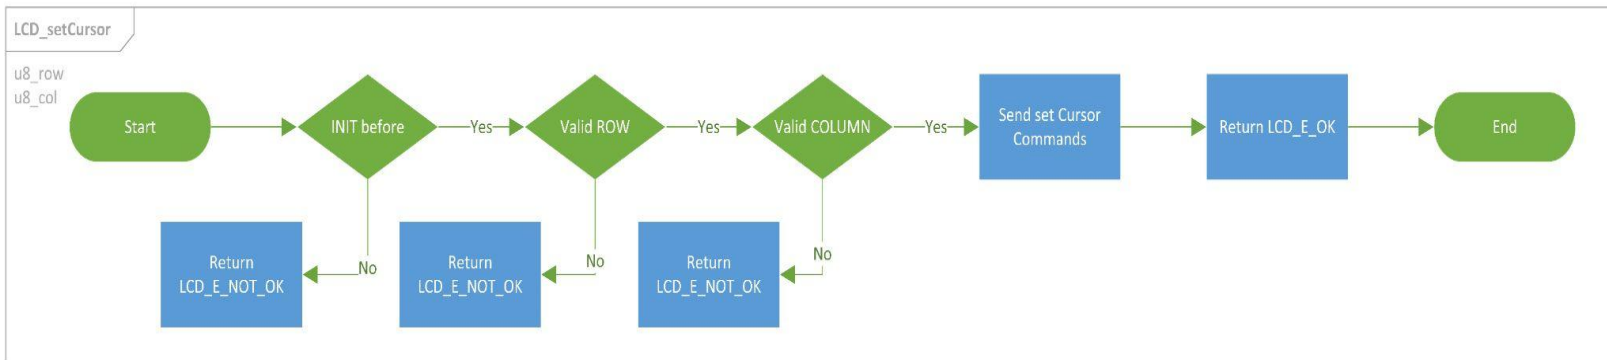 LCD_setCursor
u8_row
u8_col
Start
INIT before
Yes
Valid ROW
Yes
Valid COLUMN
Yes
Send set Cursor
Commands
Return LCD_E_OK
End
No
Return
LCD_E_NOT_OK
No
Return
LCD_E_NOT_OK
No
Return
LCD_E_NOT_OK